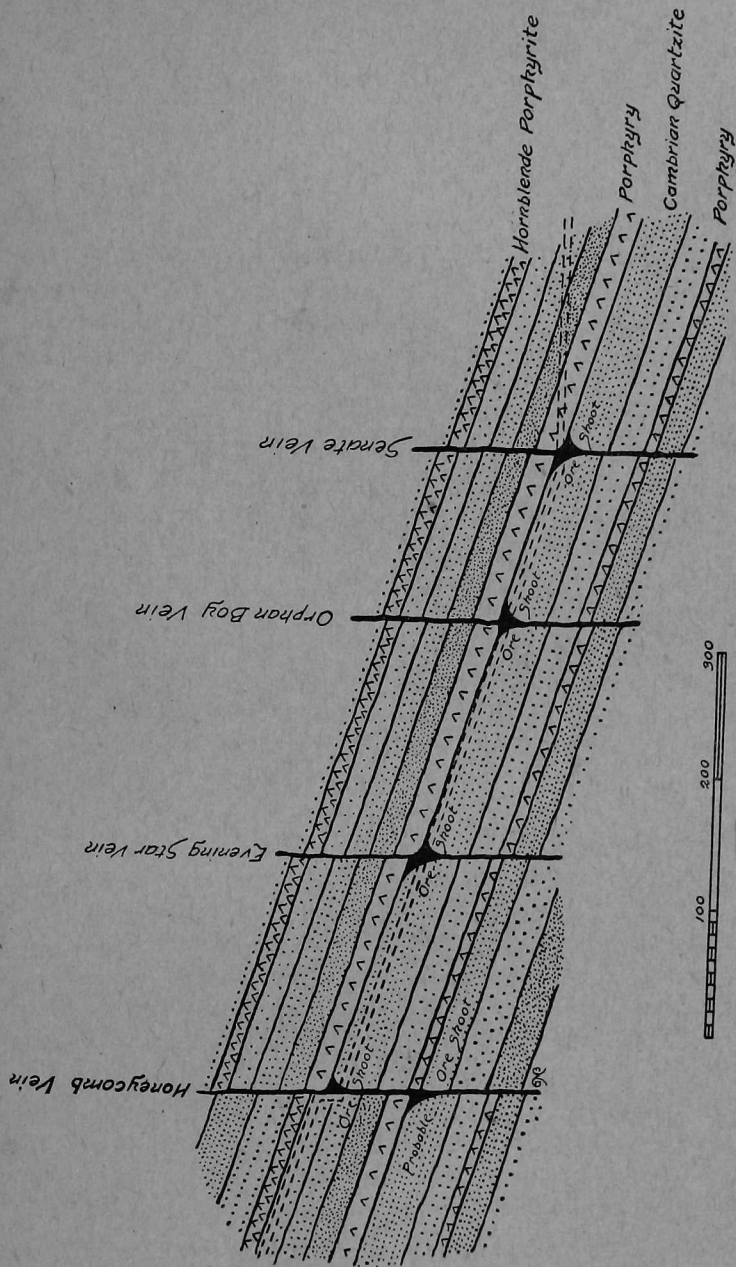 Hornblende Porphyrite
Porphyry
Cambrian Quartzite
Porphyry
Senate Vein
Orphan Boy Vein
Evening Star Vein
Honeycomb Vein
Ore Shoot
Ore Shoot
Ore Shoot
Ore Shoot
Probable Ore Shoot
100
200
300